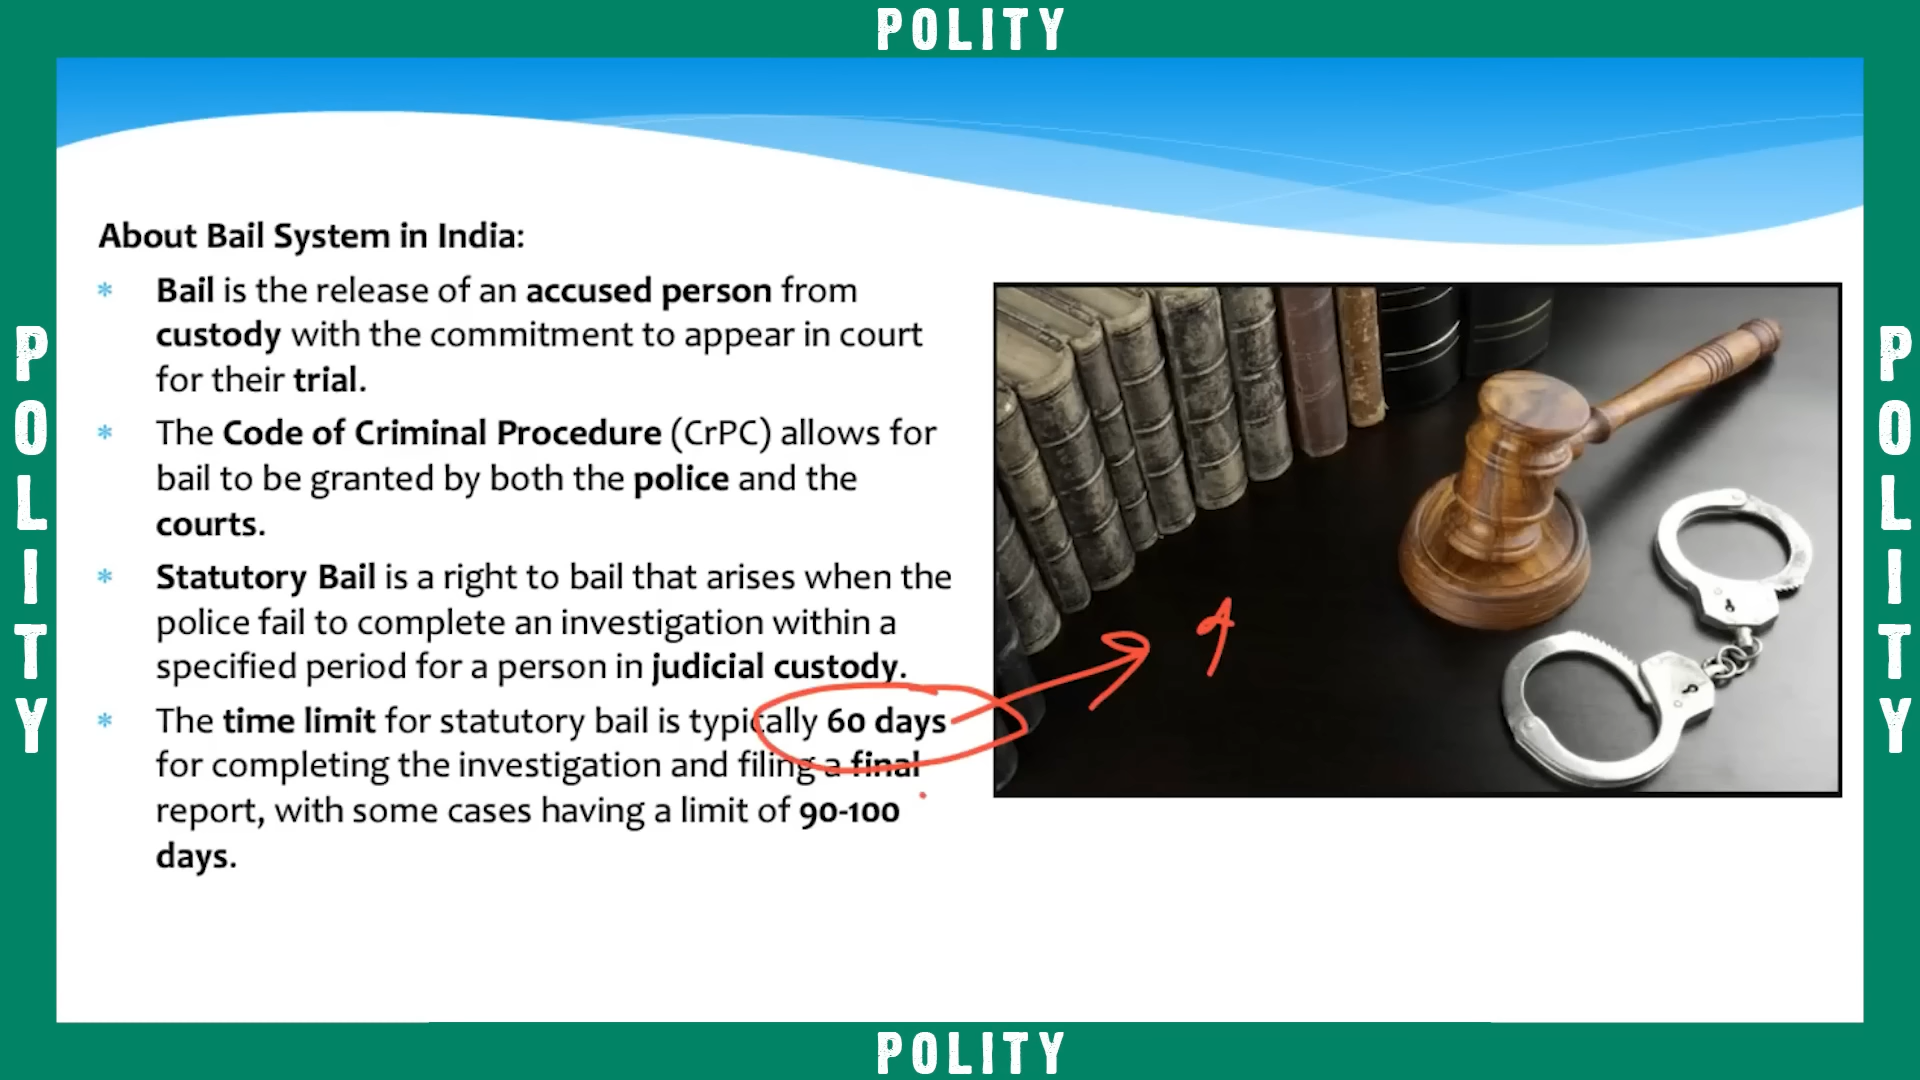 POLITY
About Bail System in India:
* Bail is the release of an accused person from
custody with the commitment to appear in court
for their trial.
* The Code of Criminal Procedure (CrPC) allows for
bail to be granted by both the police and the
courts.
* Statutory Bail is a right to bail that arises when the
police fail to complete an investigation within a
specified period for a person in judicial custody.
* The time limit for statutory bail is typically 60 days
for completing the investigation and filing a final
report, with some cases having a limit of 90-100
days.
POLITY
POLITY
POLITY